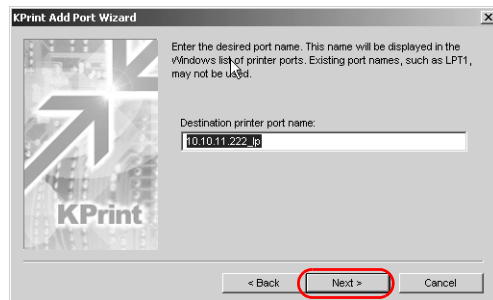 KPrint Add Port Wizard
x
Enter the desired port name. This name will be displayed in the
Windows list of printer ports. Existing port names, such as LPT1,
may not be used.
Destination printer port name:
10.10.11.222_lp
KPrint
< Back
Next >
Cancel